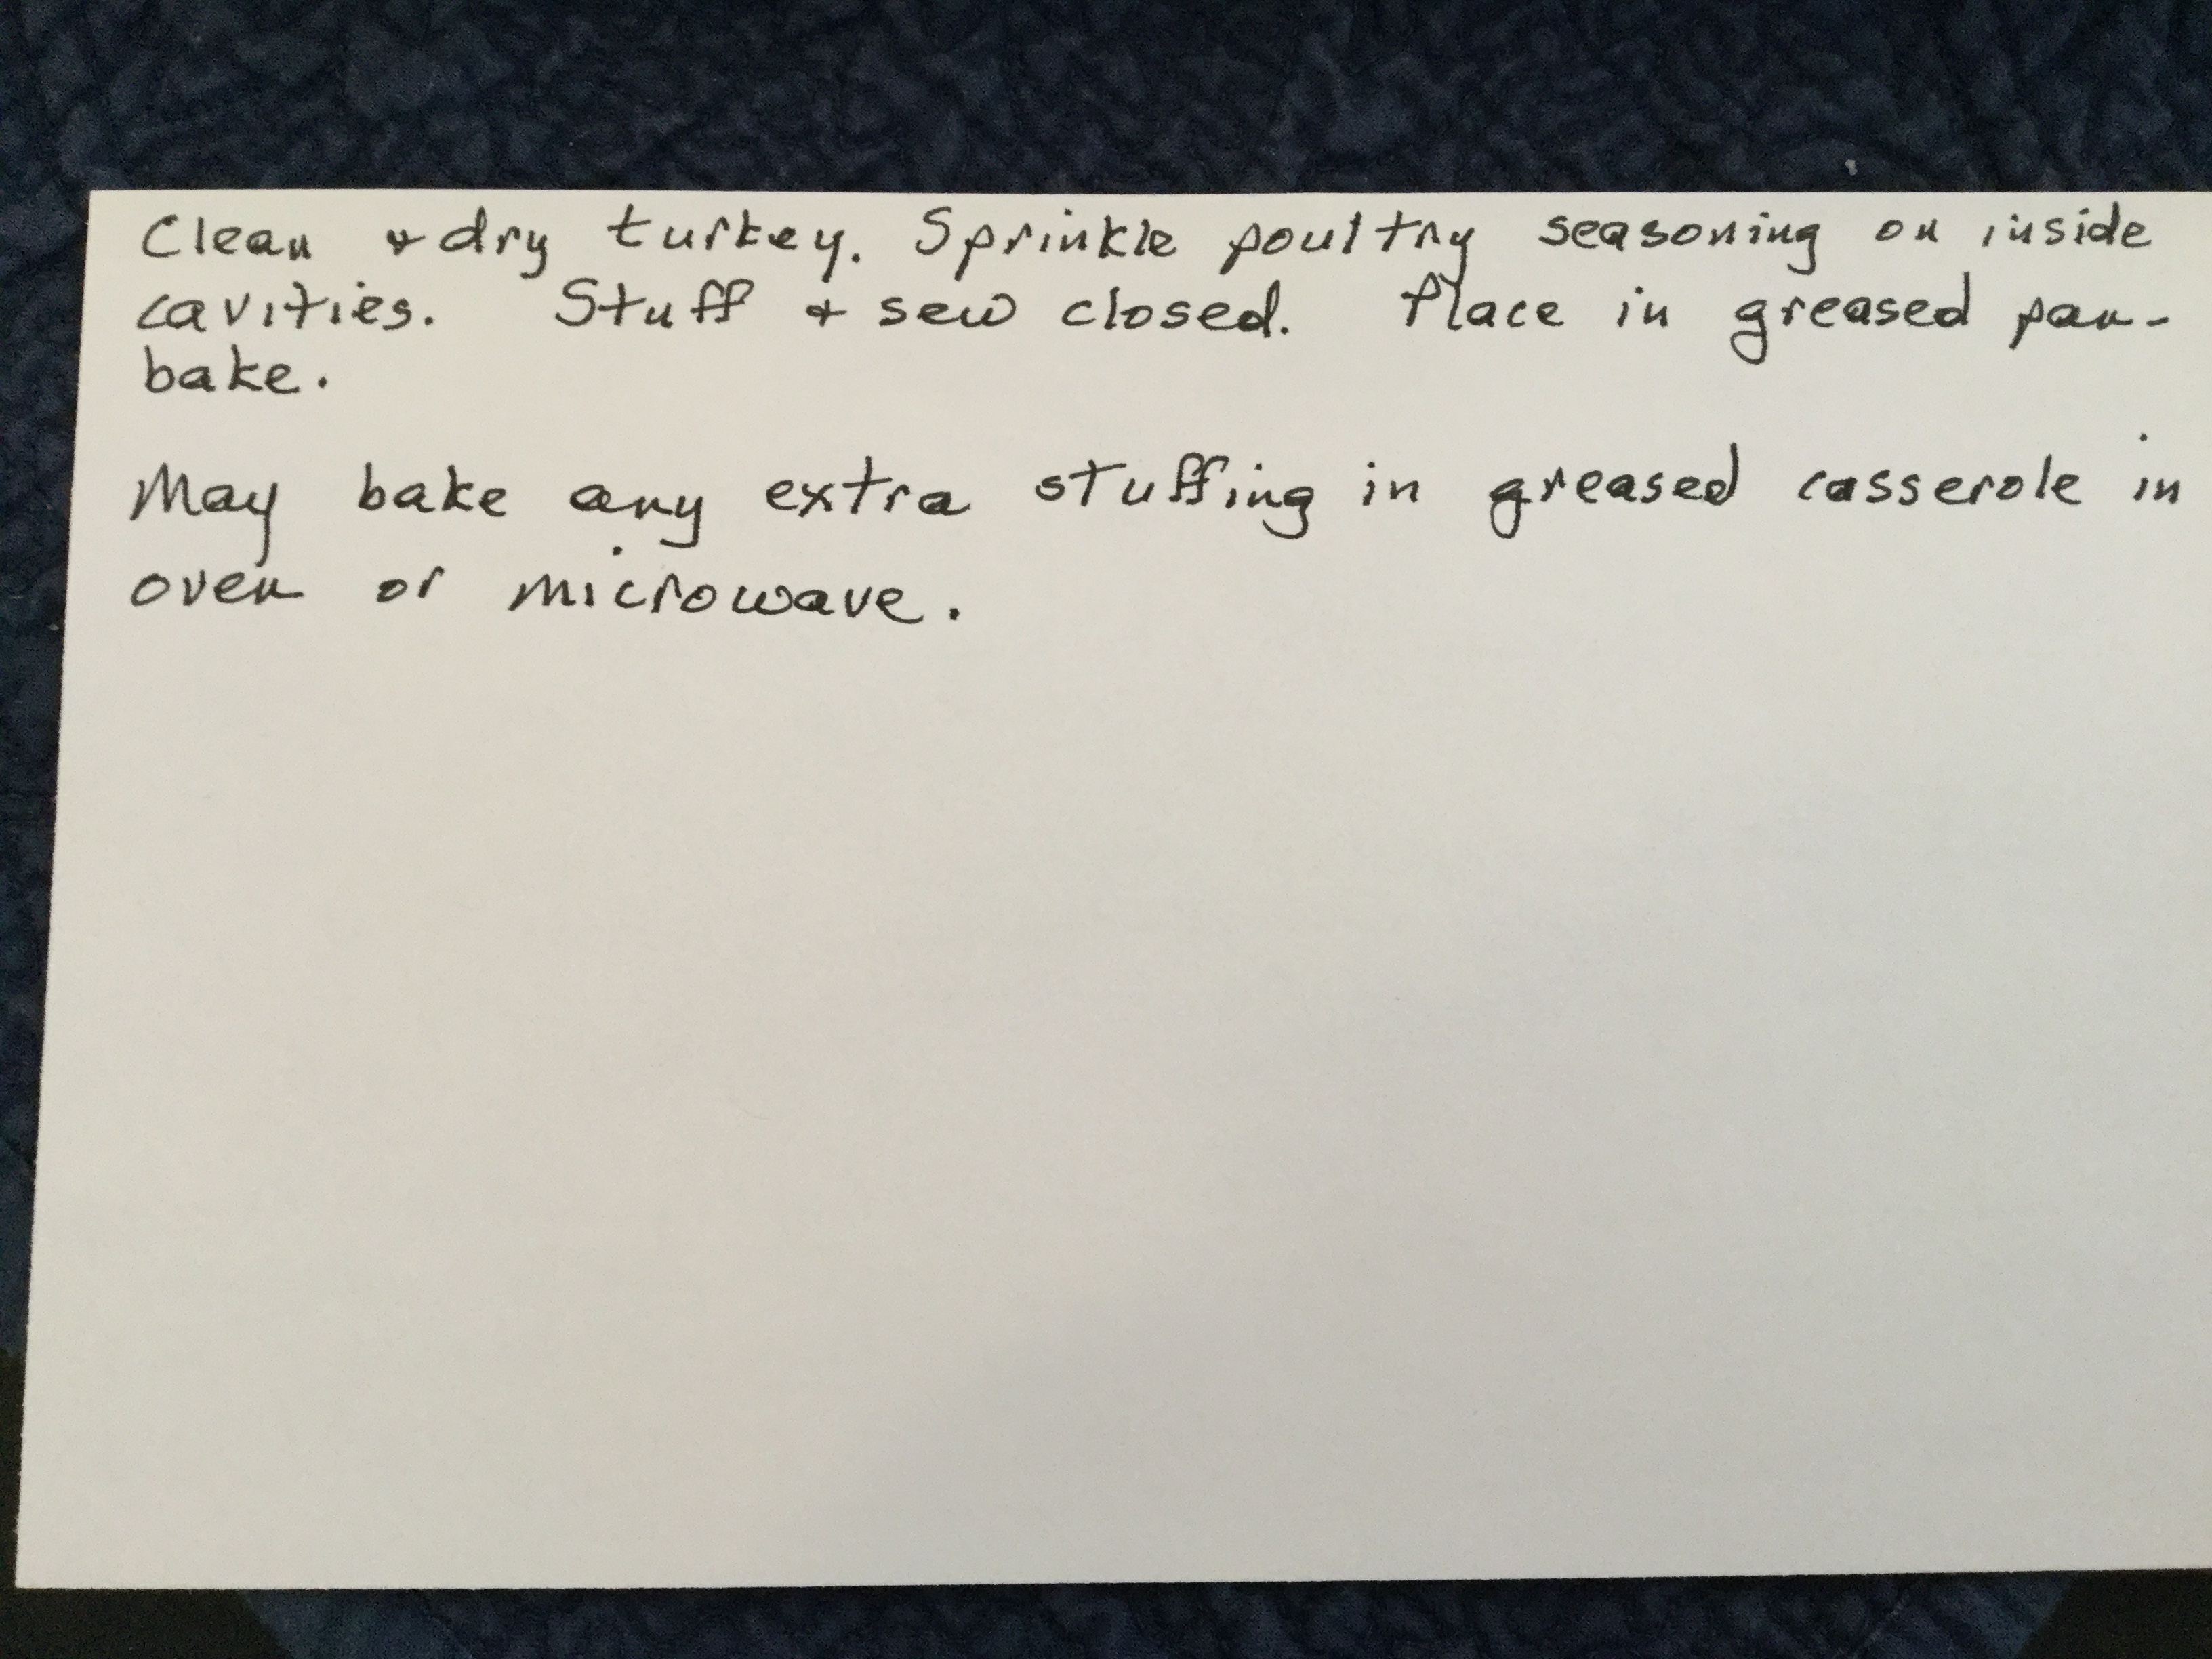 Clean & dry turkey. Sprinkle poultry seasoning on inside
cavities. Stuff & sew closed. Place in greased pan-
bake.
May bake any extra stuffing in greased casserole in
oven or microwave.